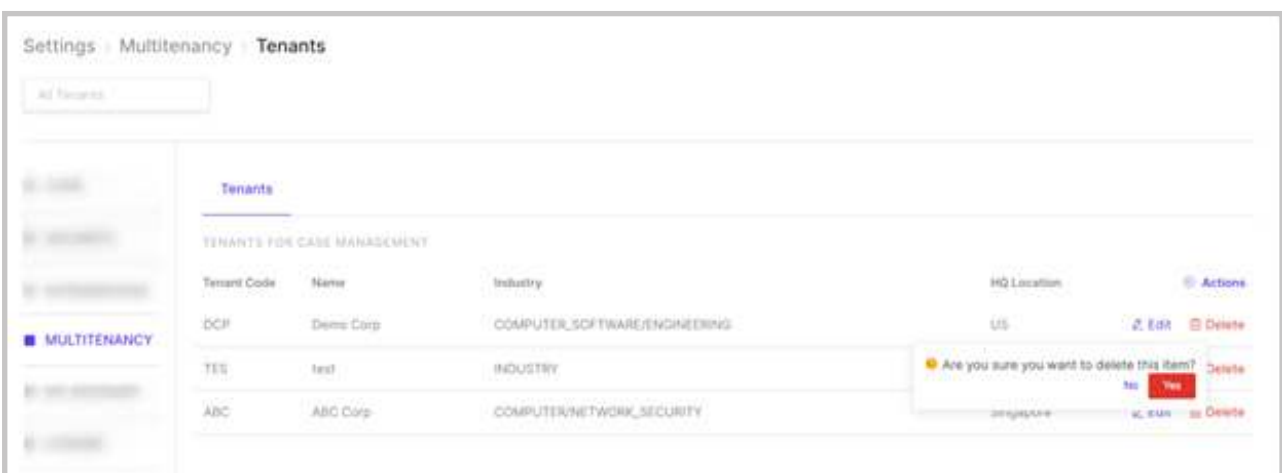 Settings Multitenancy Tenants
All Tenants
Tenants
TENANTS FOR CASE MANAGEMENT
Tenant Code Name Industry HQ Location Actions
DCP Demo Corp COMPUTER_SOFTWARE/ENGINEERING US Edit Delete
MULTITENANCY
TES test INDUSTRY Delete
Are you sure you want to delete this item?
No Yes
ABC ABC Corp COMPUTER/NETWORK_SECURITY Singapore Edit Delete